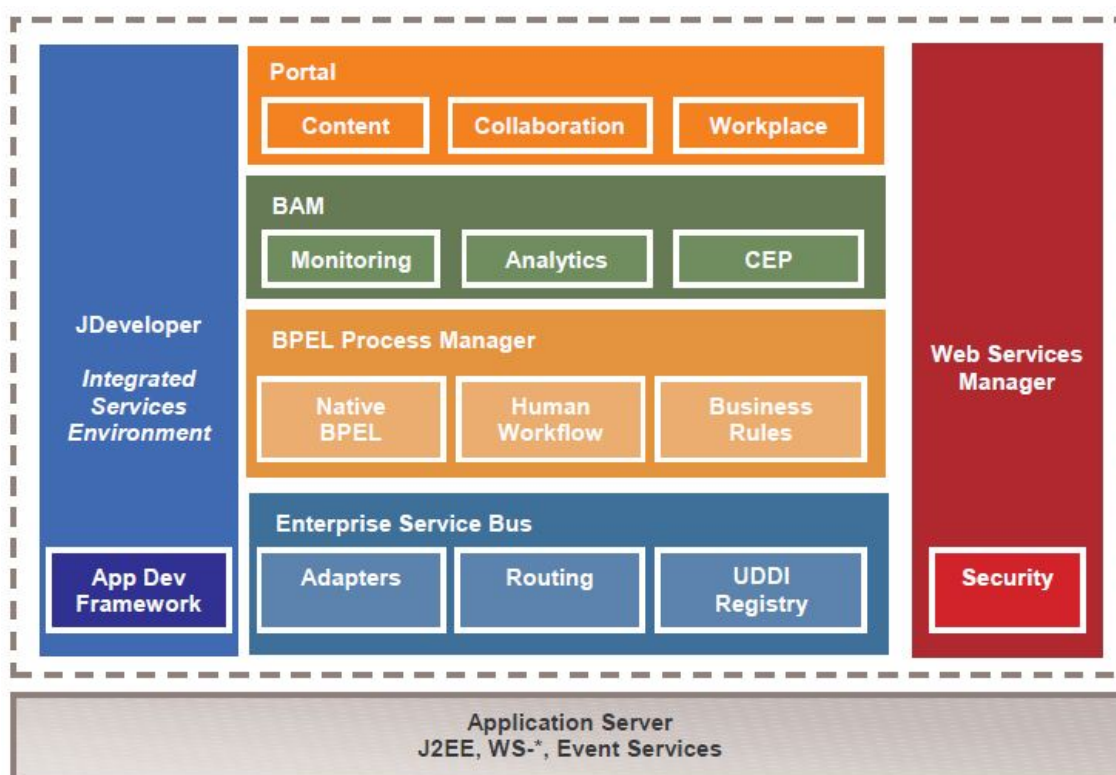 Portal
Content
Collaboration
Workplace
BAM
Monitoring
Analytics
CEP
JDeveloper
Integrated
Services
Environment
BPEL Process Manager
Native
BPEL
Human
Workflow
Business
Rules
Web Services
Manager
Enterprise Service Bus
App Dev
Framework
Adapters
Routing
UDDI
Registry
Security
Application Server
J2EE, WS-*, Event Services